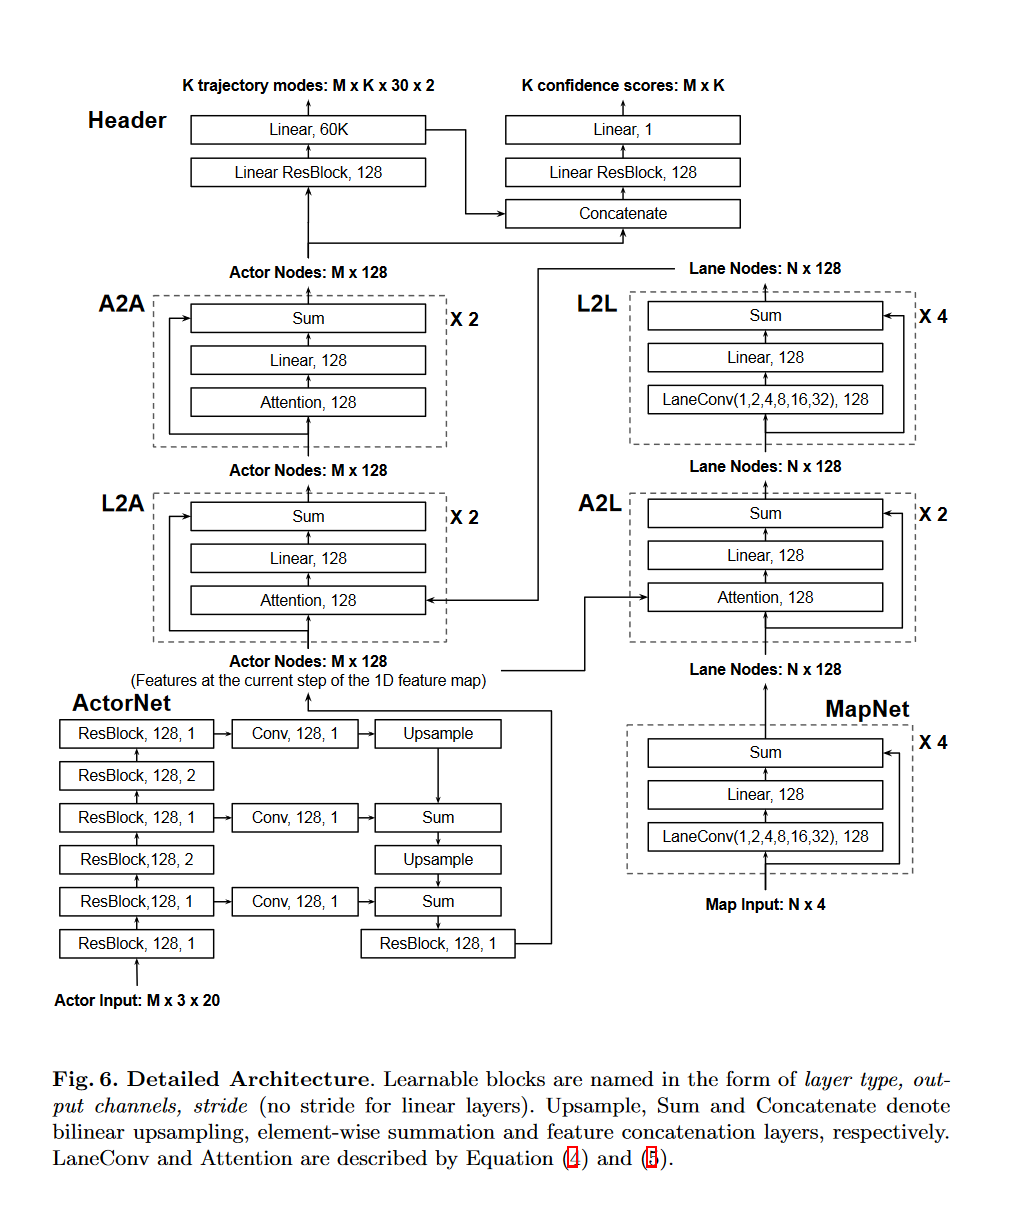 K trajectory modes: M x K x 30 x 2
K confidence scores: M x K
Header
Linear, 60K
Linear, 1
Linear ResBlock, 128
Linear ResBlock, 128
Concatenate
Actor Nodes: M x 128
Lane Nodes: N x 128
A2A
Sum
X 2
Linear, 128
Attention, 128
L2L
Sum
X 4
Linear, 128
LaneConv(1,2,4,8,16,32), 128
Actor Nodes: M x 128
Lane Nodes: N x 128
L2A
Sum
X 2
Linear, 128
Attention, 128
A2L
Sum
X 2
Linear, 128
Attention, 128
Actor Nodes: M x 128
(Features at the current step of the 1D feature map)
Lane Nodes: N x 128
ActorNet
ResBlock, 128, 1
Conv, 128, 1
Upsample
ResBlock, 128, 2
ResBlock, 128, 1
Conv, 128, 1
Sum
ResBlock,128, 2
Upsample
ResBlock,128, 1
Conv, 128, 1
Sum
ResBlock, 128, 1
ResBlock, 128, 1
Actor Input: M x 3 x 20
MapNet
X 4
Sum
Linear, 128
LaneConv(1,2,4,8,16,32), 128
Map Input: N x 4
Fig. 6. Detailed Architecture. Learnable blocks are named in the form of layer type, out-
put channels, stride (no stride for linear layers). Upsample, Sum and Concatenate denote
bilinear upsampling, element-wise summation and feature concatenation layers, respectively.
LaneConv and Attention are described by Equation (4) and (5).